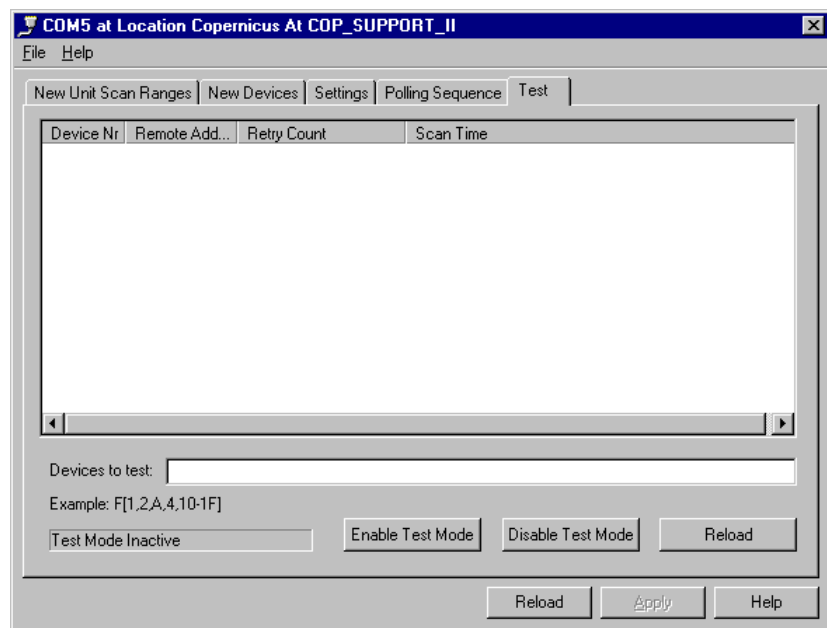 COM5 at Location Copernicus At COP_SUPPORT_II
File Help
New Unit Scan Ranges New Devices Settings Polling Sequence Test
Device Nr Remote Add... Retry Count Scan Time
Devices to test:
Example: F[1,2,A,4,10-1F]
Test Mode Inactive Enable Test Mode Disable Test Mode Reload
Reload Apply Help